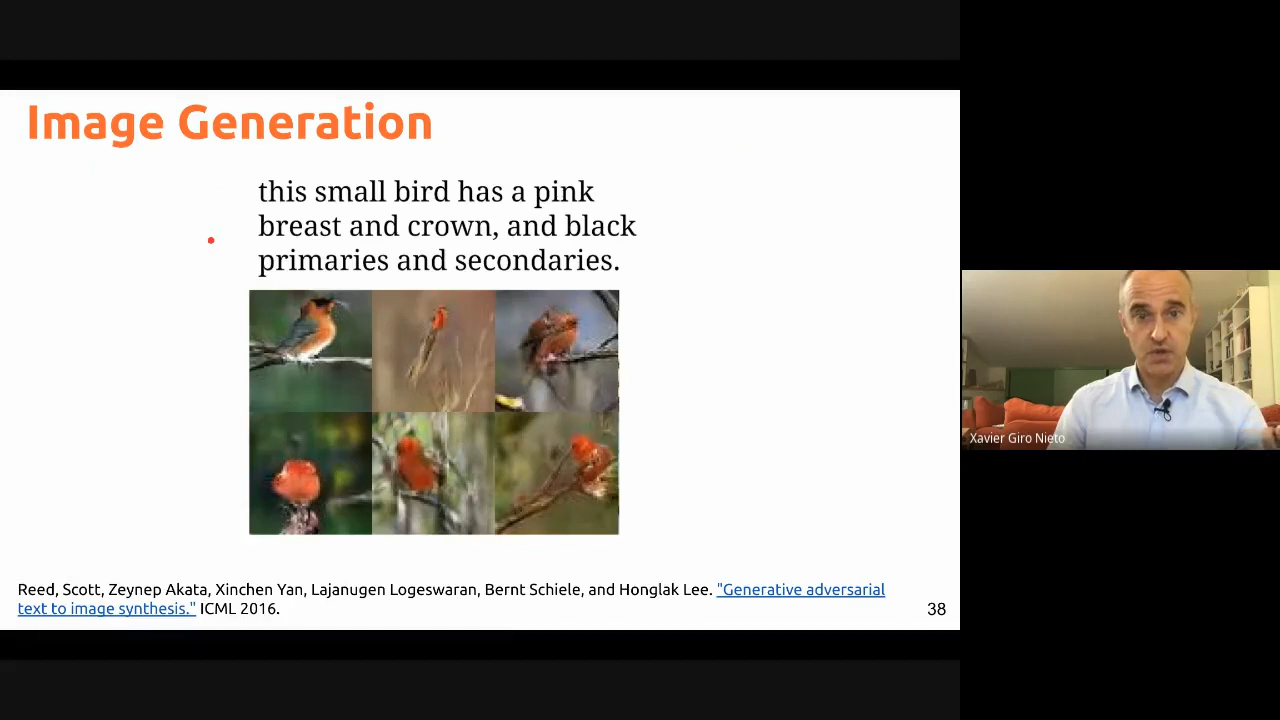 Image Generation
this small bird has a pink
breast and crown, and black
primaries and secondaries.
Reed, Scott, Zeynep Akata, Xinchen Yan, Lajanugen Logeswaran, Bernt Schiele, and Honglak Lee. "Generative adversarial
text to image synthesis." ICML 2016.
38
Xavier Giro Nieto